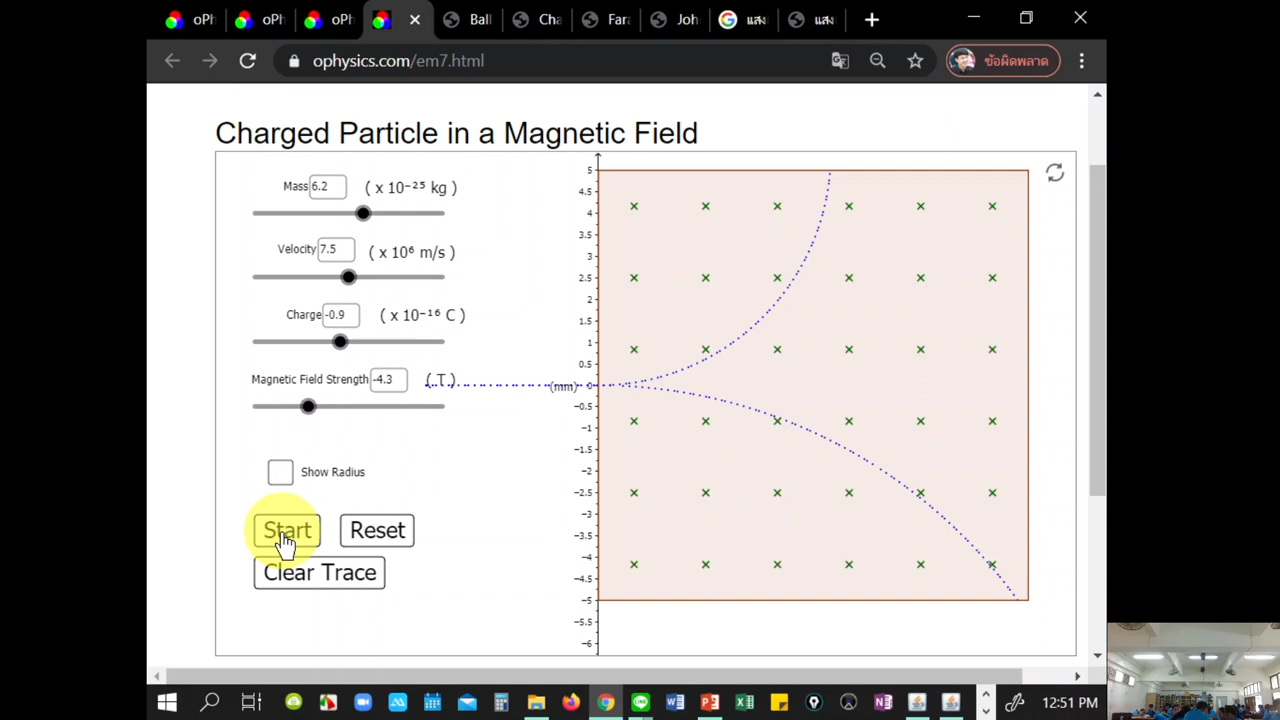 oPh
oPh
oPh
Ball
Cha
Fara
John
แสง
แสง
ophysics.com/em7.html
ข้อผิดพลาด
Charged Particle in a Magnetic Field
Mass 6.2 ( x 10⁻²⁵ kg )
Velocity 7.5 ( x 10⁶ m/s )
Charge -0.9 ( x 10⁻¹⁶ C )
Magnetic Field Strength -4.3 ( T )
Show Radius
Start Reset
Clear Trace
5
4.5
4
3.5
3
2.5
2
1.5
1
0.5
(mm) 0
−0.5
−1
−1.5
−2
−2.5
−3
−3.5
−4
−4.5
−5
−5.5
−6
12:51 PM